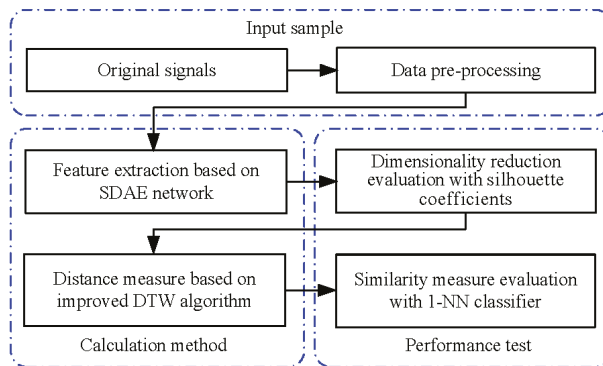 Input sample
Original signals
Data pre-processing
Feature extraction based on
SDAE network
Dimensionality reduction
evaluation with silhouette
coefficients
Distance measure based on
improved DTW algorithm
Similarity measure evaluation
with 1-NN classifier
Calculation method
Performance test